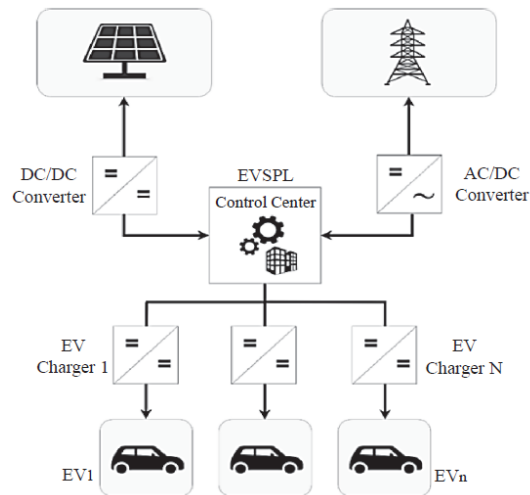 DC/DC
Converter
EVSPL
Control Center
AC/DC
Converter
EV
Charger 1
EV
Charger N
EV1
EVn